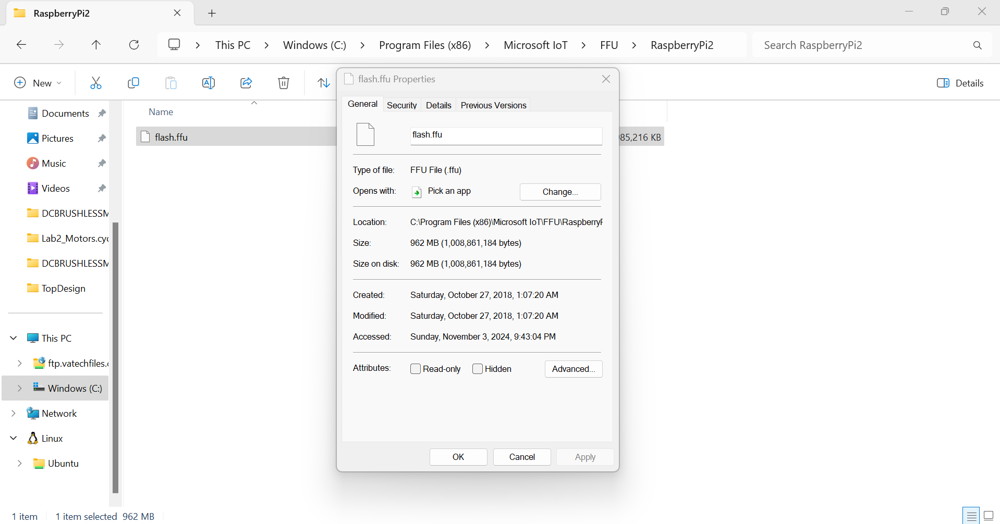 RaspberryPi2
This PC > Windows (C:) > Program Files (x86) > Microsoft IoT > FFU > RaspberryPi2
Search RaspberryPi2
New
Details
Documents
Pictures
Music
Videos
DCBRUSHLESSM
Lab2_Motors.cyc
DCBRUSHLESSM
TopDesign
This PC
ftp.vatechfiles.c
Windows (C:)
Network
Linux
Ubuntu
Name
flash.ffu
85,216 KB
flash.ffu Properties
General Security Details Previous Versions
flash.ffu
Type of file: FFU File (.ffu)
Opens with: Pick an app Change...
Location: C:\Program Files (x86)\Microsoft IoT\FFU\Raspberry
Size: 962 MB (1,008,861,184 bytes)
Size on disk: 962 MB (1,008,861,184 bytes)
Created: Saturday, October 27, 2018, 1:07:20 AM
Modified: Saturday, October 27, 2018, 1:07:20 AM
Accessed: Sunday, November 3, 2024, 9:43:04 PM
Attributes: Read-only Hidden Advanced...
OK Cancel Apply
1 item 1 item selected 962 MB